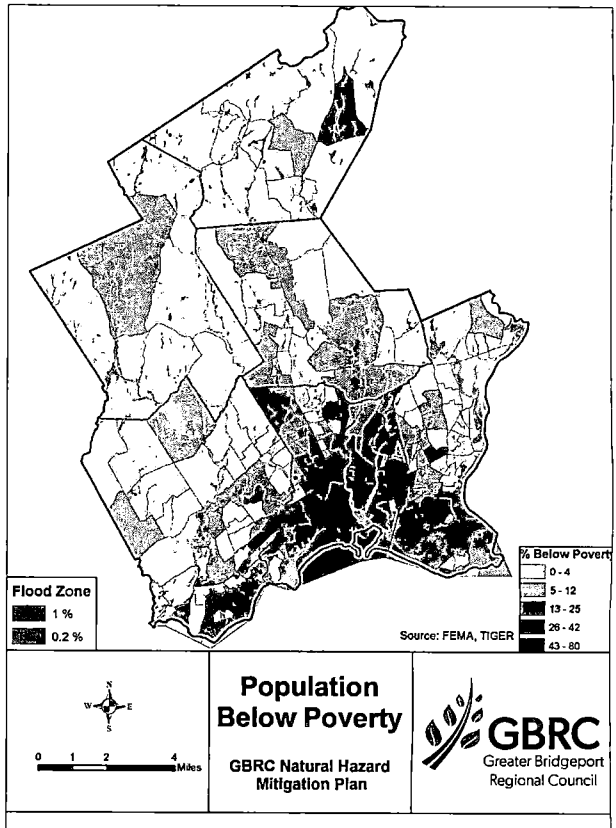 Flood Zone
1 %
0.2 %
Source: FEMA, TIGER
% Below Poverty
0 - 4
5 - 12
13 - 25
26 - 42
43 - 80
N
W
E
S
0 1 2 4
Miles
Population
Below Poverty
GBRC Natural Hazard
Mitigation Plan
GBRC
Greater Bridgeport
Regional Council